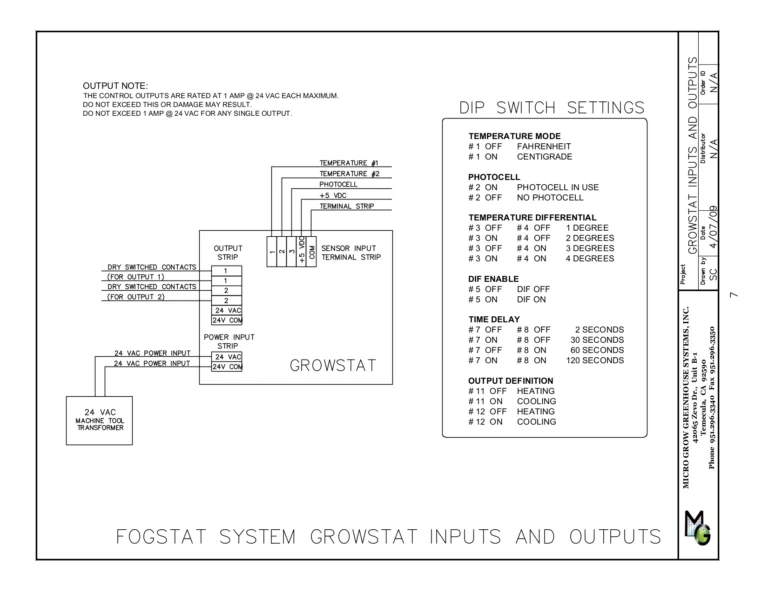 OUTPUT NOTE:
THE CONTROL OUTPUTS ARE RATED AT 1 AMP @ 24 VAC EACH MAXIMUM.
DO NOT EXCEED THIS OR DAMAGE MAY RESULT.
DO NOT EXCEED 1 AMP @ 24 VAC FOR ANY SINGLE OUTPUT.
TEMPERATURE #1
TEMPERATURE #2
PHOTOCELL
+5 VDC
TERMINAL STRIP
OUTPUT
STRIP
1
2
3
+5 VDC
COM
SENSOR INPUT
TERMINAL STRIP
DRY SWITCHED CONTACTS
(FOR OUTPUT 1)
DRY SWITCHED CONTACTS
(FOR OUTPUT 2)
1
1
2
2
24 VAC
24V COM
POWER INPUT
STRIP
24 VAC POWER INPUT
24 VAC POWER INPUT
24 VAC
24V COM
GROWSTAT
24 VAC
MACHINE TOOL
TRANSFORMER
DIP SWITCH SETTINGS
TEMPERATURE MODE
#1 OFF FAHRENHEIT
#1 ON CENTIGRADE
PHOTOCELL
#2 ON PHOTOCELL IN USE
#2 OFF NO PHOTOCELL
TEMPERATURE DIFFERENTIAL
#3 OFF #4 OFF 1 DEGREE
#3 ON #4 OFF 2 DEGREES
#3 OFF #4 ON 3 DEGREES
#3 ON #4 ON 4 DEGREES
DIF ENABLE
#5 OFF DIF OFF
#5 ON DIF ON
TIME DELAY
#7 OFF #8 OFF 2 SECONDS
#7 ON #8 OFF 30 SECONDS
#7 OFF #8 ON 60 SECONDS
#7 ON #8 ON 120 SECONDS
OUTPUT DEFINITION
#11 OFF HEATING
#11 ON COOLING
#12 OFF HEATING
#12 ON COOLING
FOGSTAT SYSTEM GROWSTAT INPUTS AND OUTPUTS
Project
GROWSTAT INPUTS AND OUTPUTS
Drawn by
SC
Date
4/07/09
Distributor
N/A
Order ID
N/A
MICRO GROW GREENHOUSE SYSTEMS, INC.
42065 Zevo Dr., Unit B-1
Temecula, CA 92590
Phone 951.296.3340 Fax 951.296.3350
MG
7